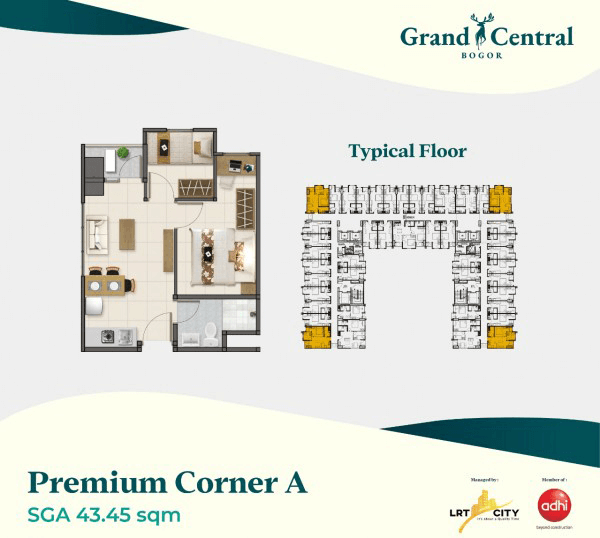 Grand Central
BOGOR
Typical Floor
Premium Corner A
SGA 43.45 sqm
Managed by :
LRT CITY
Member of :
adhi
beyond construction